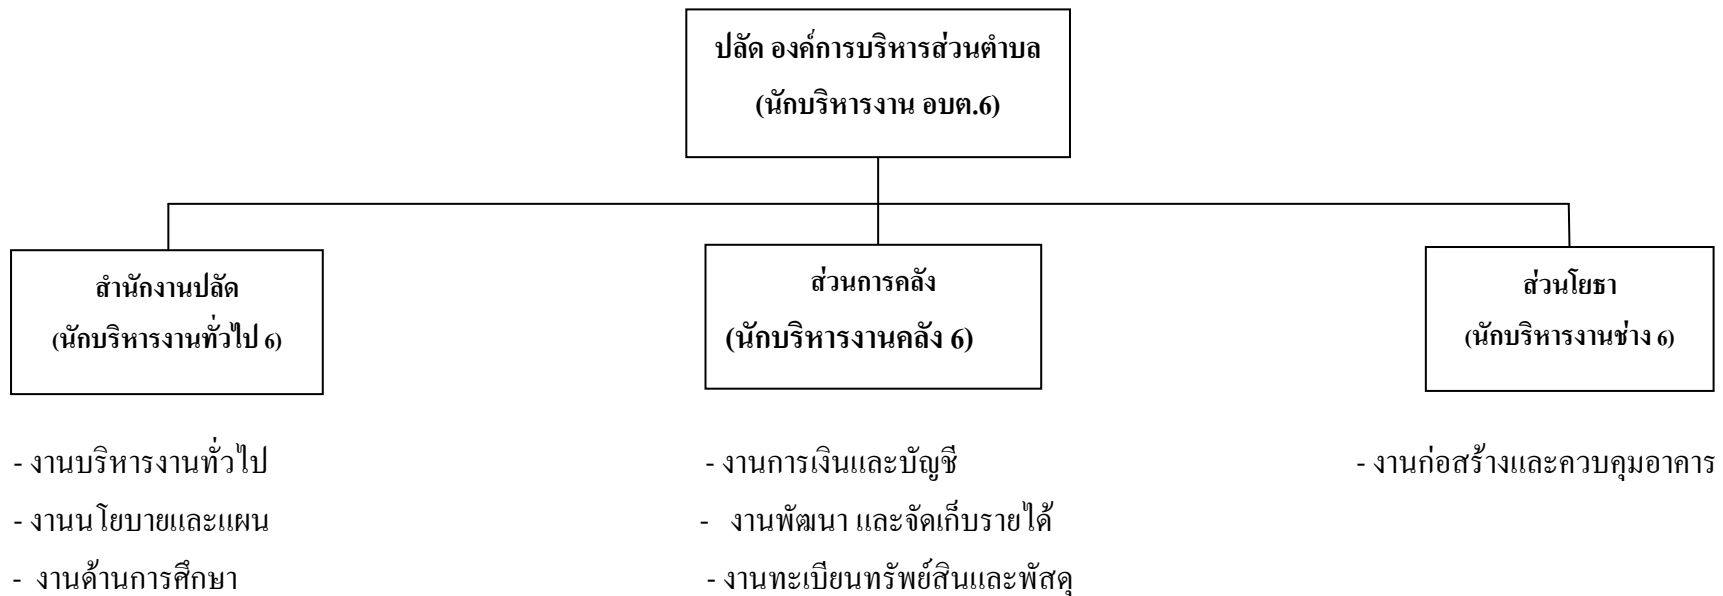 ปลัด องค์การบริหารส่วนตำบล
(นักบริหารงาน อบต.6)
สำนักงานปลัด
(นักบริหารงานทั่วไป 6)
ส่วนการคลัง
(นักบริหารงานคลัง 6)
ส่วนโยธา
(นักบริหารงานช่าง 6)
- งานบริหารงานทั่วไป
- งานนโยบายและแผน
- งานด้านการศึกษา
- งานการเงินและบัญชี
- งานพัฒนา และจัดเก็บรายได้
- งานทะเบียนทรัพย์สินและพัสดุ
- งานก่อสร้างและควบคุมอาคาร